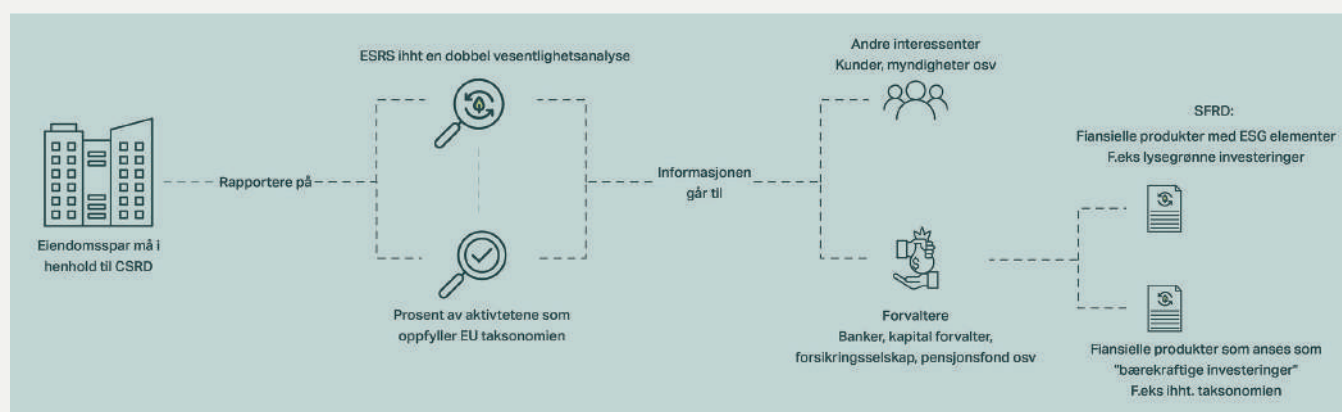 Eiendomsspar må i
henhold til CSRD
Rapportere på
ESRS ihht en dobbel vesentlighetsanalyse
Prosent av aktivtetene som
oppfyller EU taksonomien
Informasjonen
går til
Andre interessenter
Kunder, myndigheter osv
Forvaltere
Banker, kapital forvalter,
forsikringsselskap, pensjonsfond osv
SFRD:
Fiansielle produkter med ESG elementer
F.eks lysegrønne investeringer
Fiansielle produkter som anses som
"bærekraftige investeringer"
F.eks ihht. taksonomien